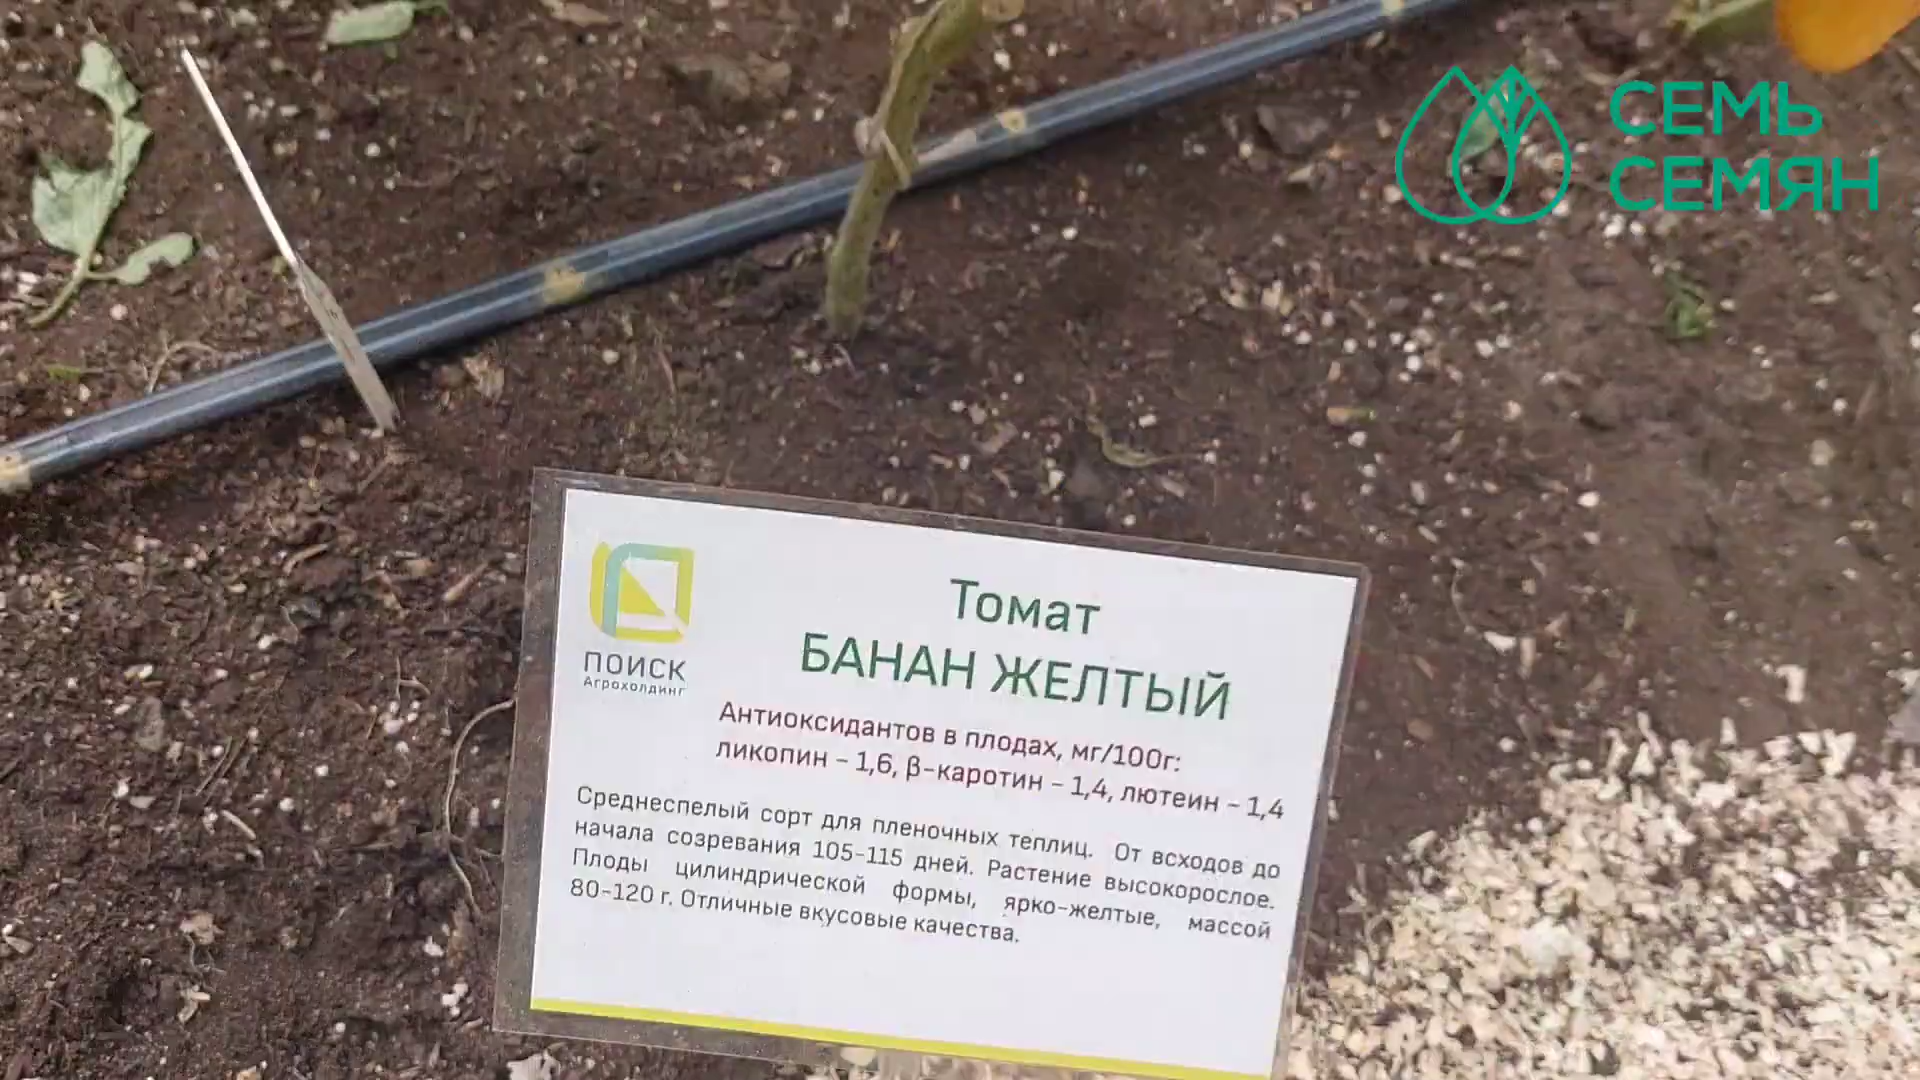 СЕМЬ
СЕМЯН
ПОИСК
Агрохолдинг
Томат
БАНАН ЖЕЛТЫЙ
Антиоксидантов в плодах, мг/100г:
ликопин – 1,6, β-каротин – 1,4, лютеин – 1,4
Среднеспелый сорт для пленочных теплиц. От всходов до
начала созревания 105-115 дней. Растение высокорослое.
Плоды цилиндрической формы, ярко-желтые, массой
80-120 г. Отличные вкусовые качества.